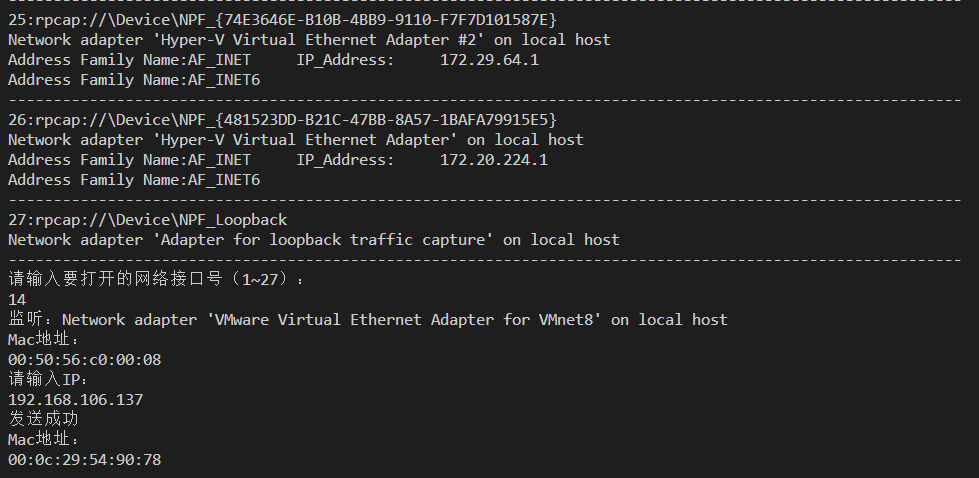 --------------------------------------------------------------------------------------------------------
25:rpcap://\Device\NPF_{74E3646E-B10B-4BB9-9110-F7F7D101587E}
Network adapter 'Hyper-V Virtual Ethernet Adapter #2' on local host
Address Family Name:AF_INET     IP_Address:     172.29.64.1
Address Family Name:AF_INET6
--------------------------------------------------------------------------------------------------------
26:rpcap://\Device\NPF_{481523DD-B21C-47BB-8A57-1BAFA79915E5}
Network adapter 'Hyper-V Virtual Ethernet Adapter' on local host
Address Family Name:AF_INET     IP_Address:     172.20.224.1
Address Family Name:AF_INET6
--------------------------------------------------------------------------------------------------------
27:rpcap://\Device\NPF_Loopback
Network adapter 'Adapter for loopback traffic capture' on local host
--------------------------------------------------------------------------------------------------------
请输入要打开的网络接口号（1~27）：
14
监听：Network adapter 'VMware Virtual Ethernet Adapter for VMnet8' on local host
Mac地址：
00:50:56:c0:00:08
请输入IP：
192.168.106.137
发送成功
Mac地址：
00:0c:29:54:90:78